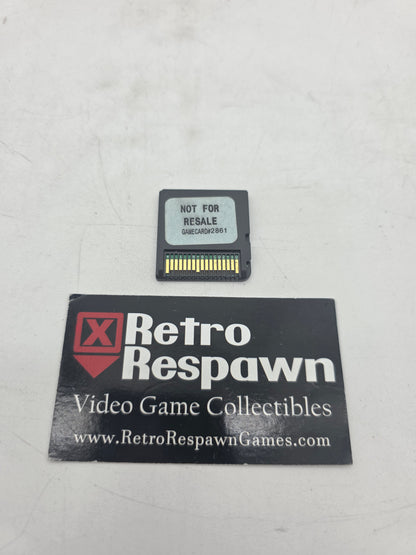 NOT FOR
RESALE
GAMECARD#2861
X Retro
Respawn
Video Game Collectibles
www.RetroRespawnGames.com